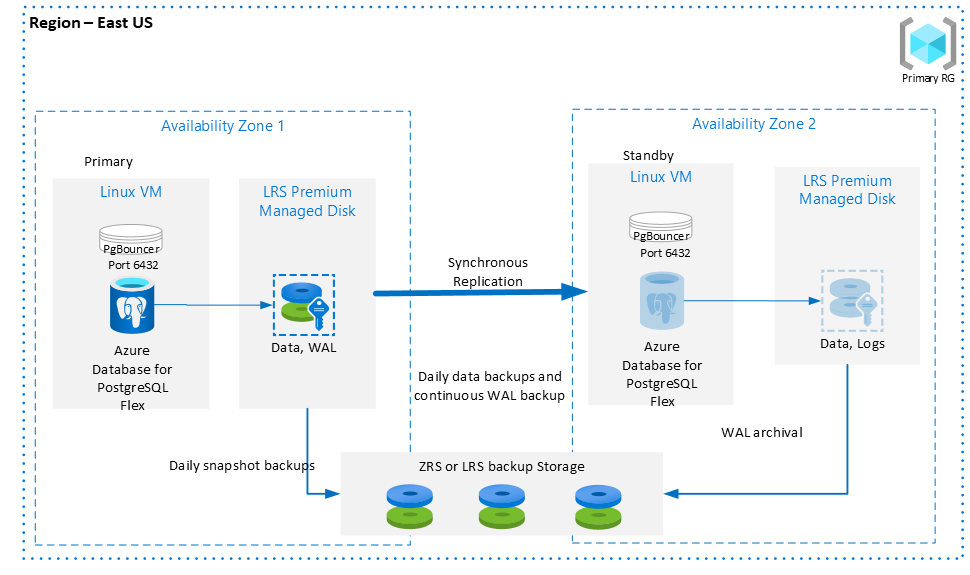 Region – East US
Primary RG
Availability Zone 1
Availability Zone 2
Primary
Linux VM
PgBouncer
Port 6432
Azure
Database for
PostgreSQL
Flex
LRS Premium
Managed Disk
Data, WAL
Synchronous
Replication
Standby
Linux VM
PgBouncer
Port 6432
Azure
Database for
PostgreSQL
Flex
LRS Premium
Managed Disk
Data, Logs
Daily data backups and
continuous WAL backup
WAL archival
Daily snapshot backups
ZRS or LRS backup Storage